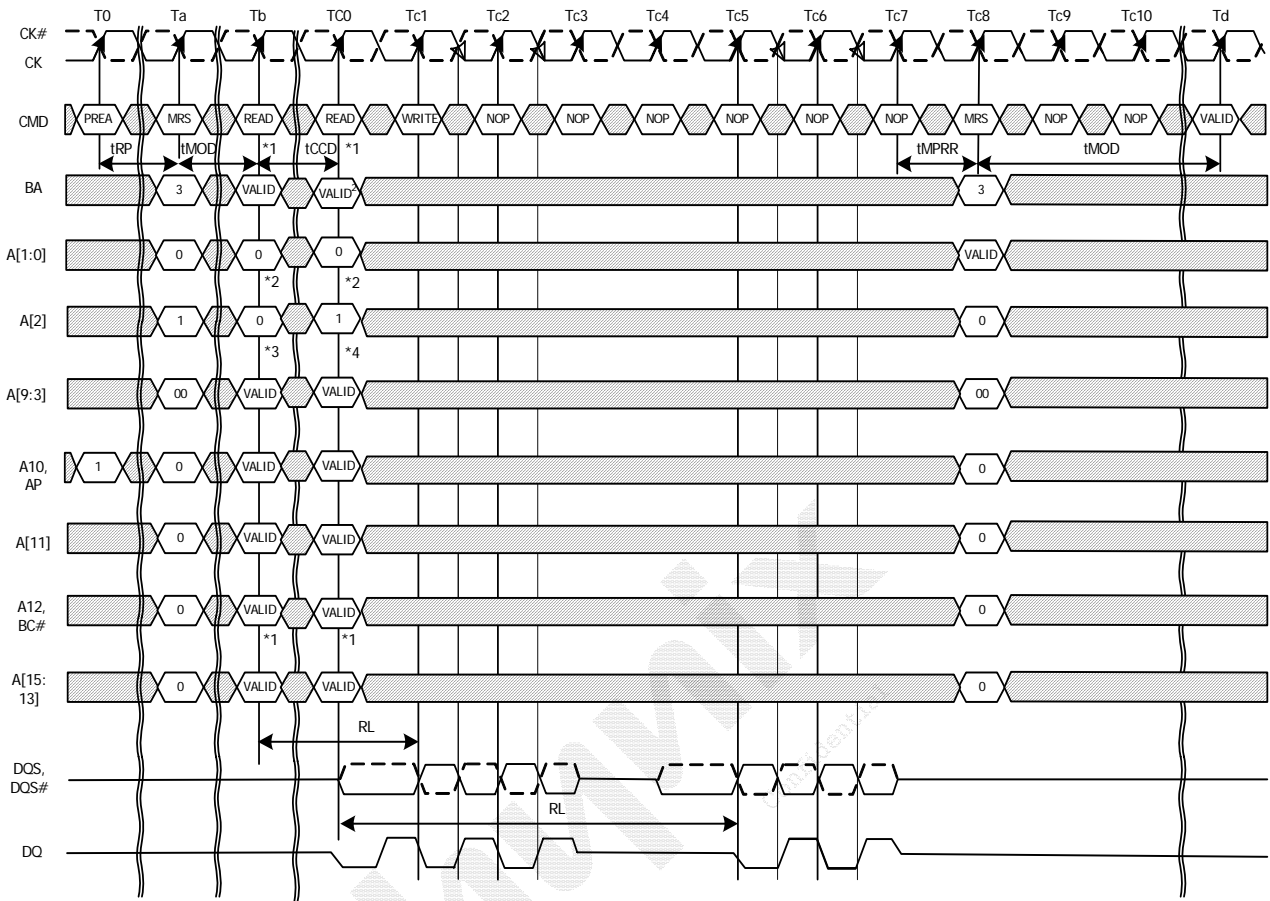 T0 Ta Tb TC0 Tc1 Tc2 Tc3 Tc4 Tc5 Tc6 Tc7 Tc8 Tc9 Tc10 Td
CK#
CK
CMD PREA MRS READ READ WRITE NOP NOP NOP NOP NOP NOP MRS NOP NOP VALID
tRP tMOD *1 tCCD *1 tMPRR tMOD
BA 3 VALID VALID2 3
A[1:0] 0 0 0 VALID
*2 *2
A[2] 1 0 1 0
*3 *4
A[9:3] 00 VALID VALID 00
A10,
AP 1 0 VALID VALID 0
A[11] 0 VALID VALID 0
A12,
BC# 0 VALID VALID 0
*1 *1
A[15:
13] 0 VALID VALID 0
RL
DQS,
DQS#
RL
DQ
Confidential